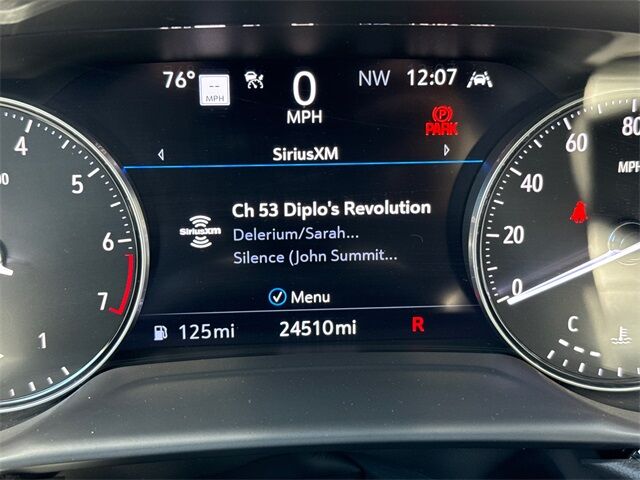 76° -- MPH 0 MPH NW 12:07
PARK
SiriusXM
SiriusXM Ch 53 Diplo's Revolution
Delerium/Sarah...
Silence (John Summit...
Menu
125mi 24510mi R
4
5
6
7
1
80
60
MPH
40
20
0
C